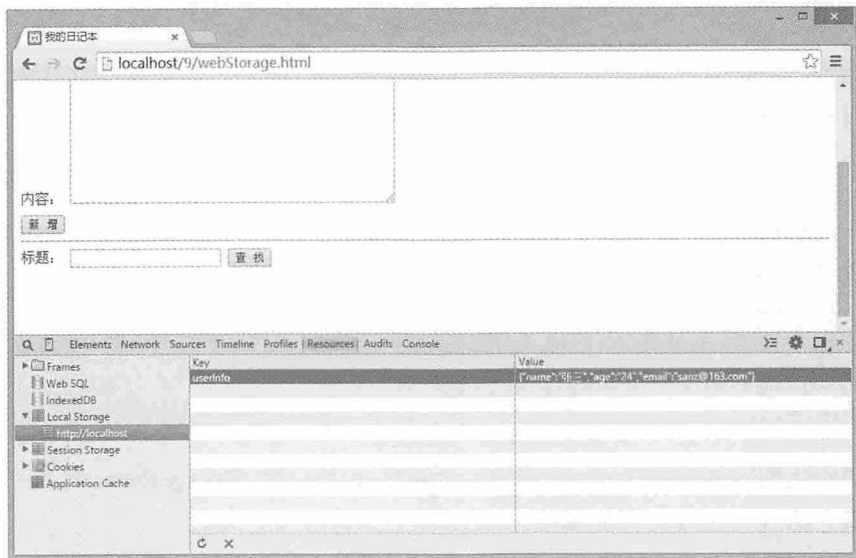 我的日记本
localhost/9/webStorage.html
内容：
新 增
标题：
查 找
Elements Network Sources Timeline Profiles Resources Audits Console
Frames
Web SQL
IndexedDB
Local Storage
http://localhost
Session Storage
Cookies
Application Cache
Key Value
userInfo {"name":"张三","age":"24","email":"sanz@163.com"}